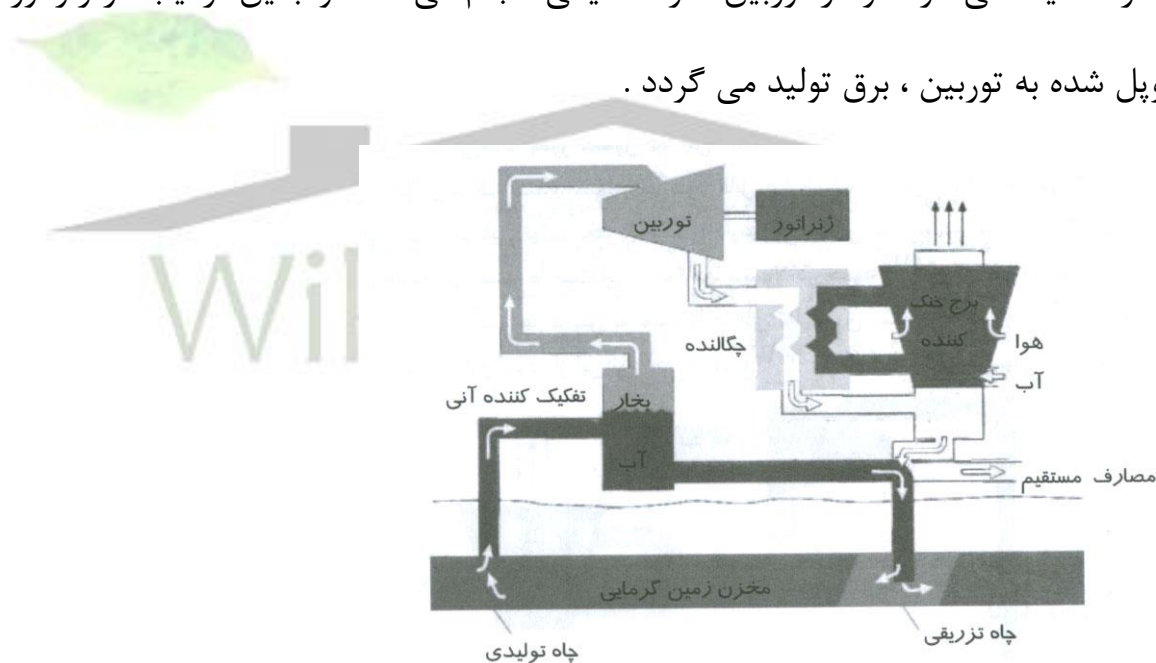 وپل شده به توربین ، برق تولید می گردد .
توربین
ژنراتور
برج خنک
کننده
هوا
آب
چگالنده
تفکیک کننده آنی
بخار
آب
مصارف مستقیم
مخزن زمین گرمایی
چاه تزریقی
چاه تولیدی
Wil